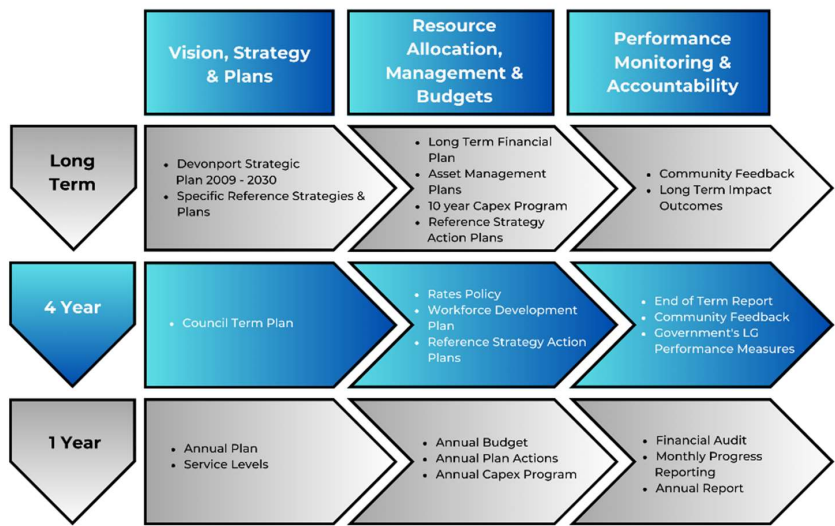 Vision, Strategy
& Plans
Resource
Allocation,
Management &
Budgets
Performance
Monitoring &
Accountability
Long
Term
• Devonport Strategic
Plan 2009 - 2030
• Specific Reference Strategies &
Plans
• Long Term Financial
Plan
• Asset Management
Plans
• 10 year Capex Program
• Reference Strategy
Action Plans
• Community Feedback
• Long Term Impact
Outcomes
4 Year
• Council Term Plan
• Rates Policy
• Workforce Development
Plan
• Reference Strategy Action
Plans
• End of Term Report
• Community Feedback
• Government's LG
Performance Measures
1 Year
• Annual Plan
• Service Levels
• Annual Budget
• Annual Plan Actions
• Annual Capex Program
• Financial Audit
• Monthly Progress
Reporting
• Annual Report